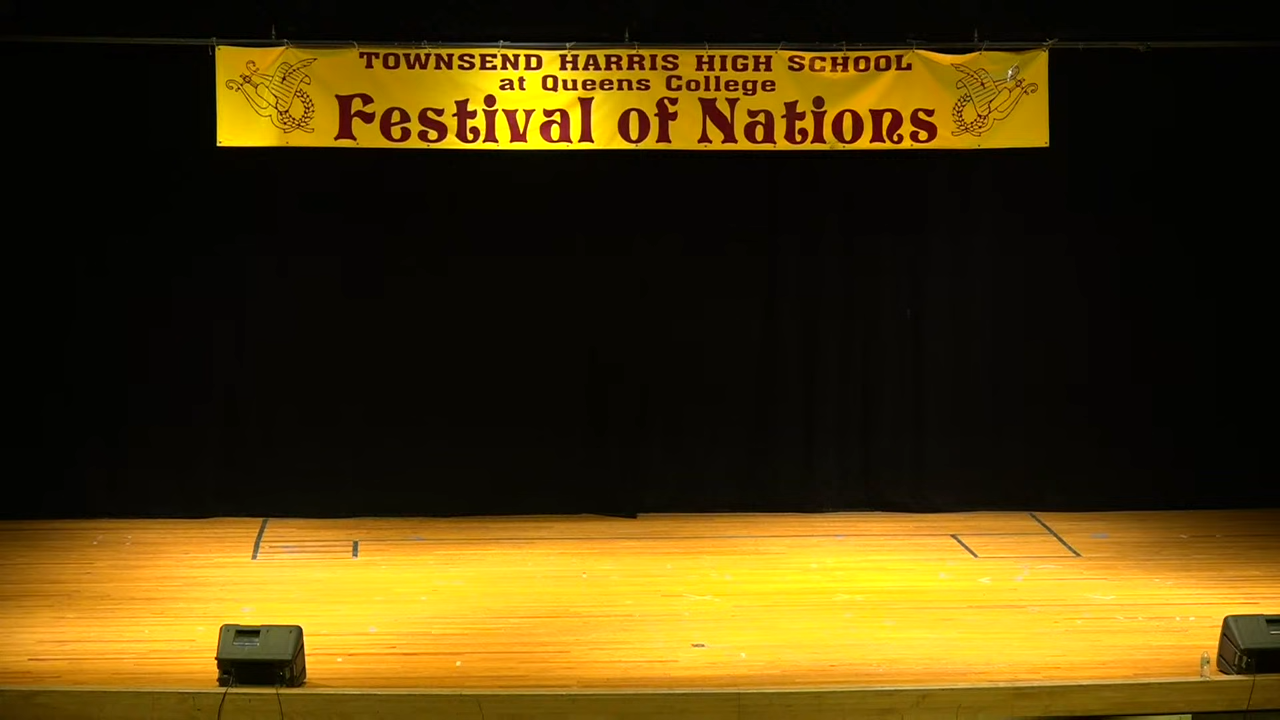 TOWNSEND HARRIS HIGH SCHOOL
at Queens College
Festival of Nations